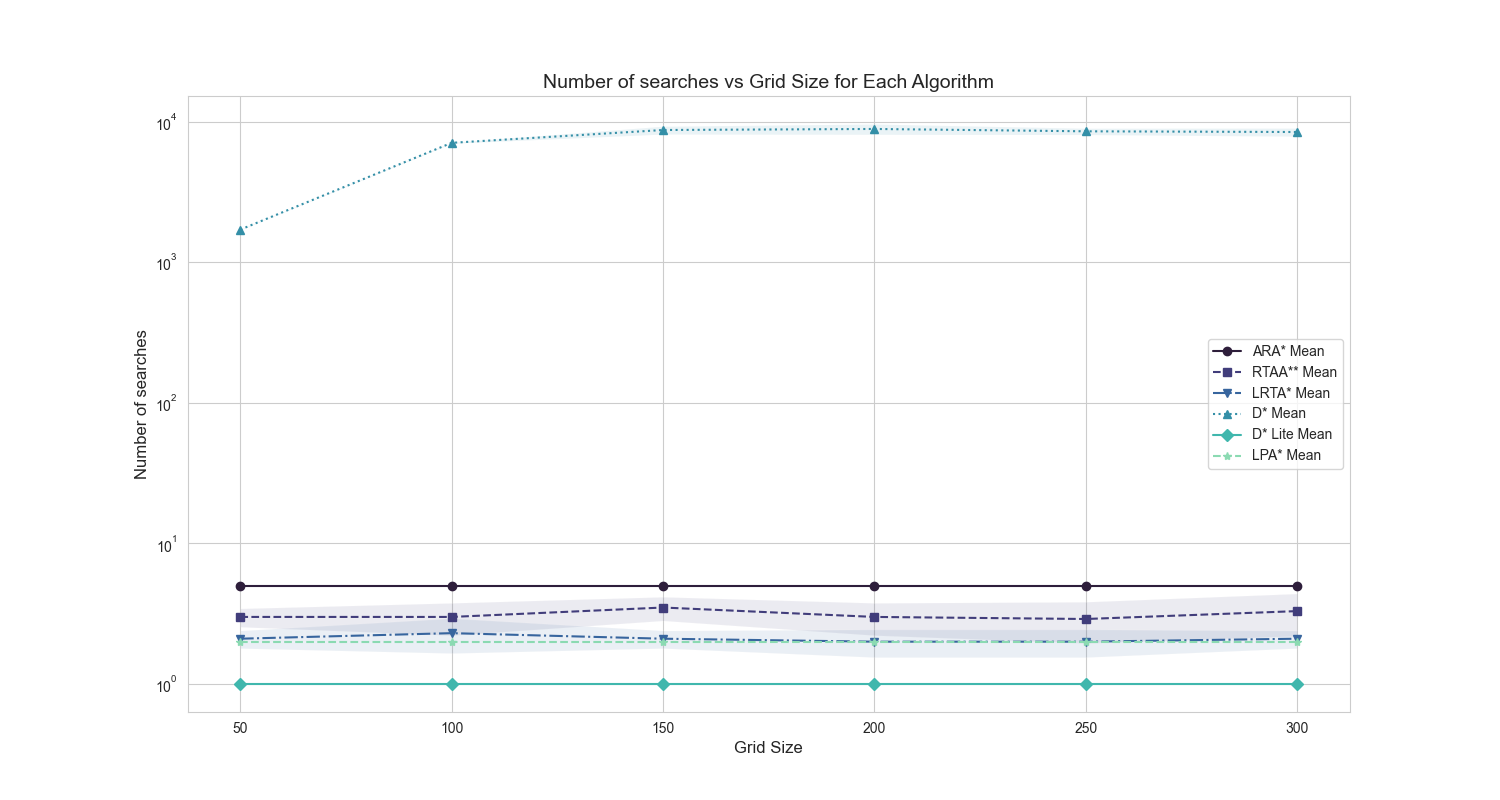 Number of searches vs Grid Size for Each Algorithm
Number of searches
10^4
10^3
10^2
10^1
10^0
ARA* Mean
RTAA** Mean
LRTA* Mean
D* Mean
D* Lite Mean
LPA* Mean
50 100 150 200 250 300
Grid Size